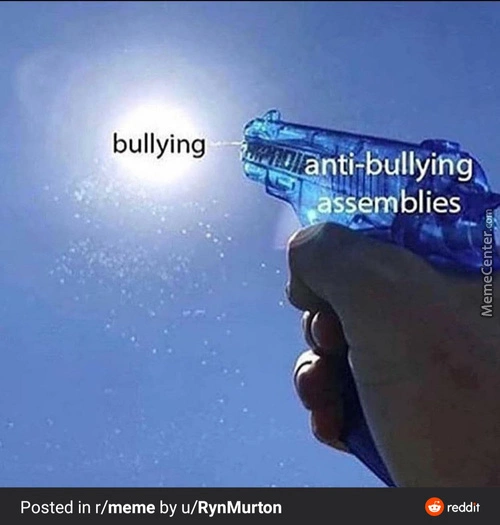 bullying
anti-bullying
assemblies
MemeCenter.com
Posted in r/meme by u/RynMurton
reddit